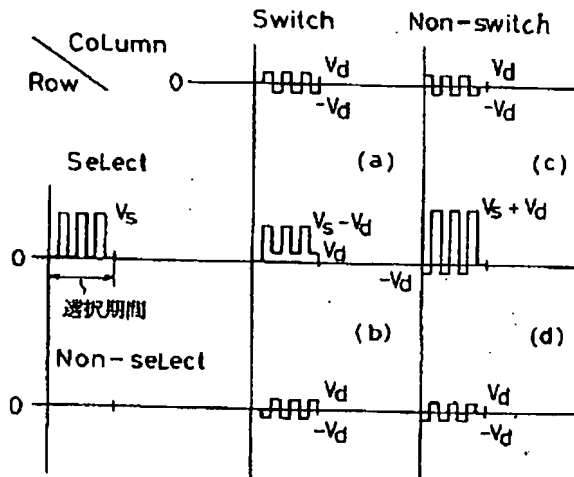 Switch Non-switch
Column
Row
0 Vd Vd
-Vd -Vd
Select (a) (c)
Vs Vs-Vd Vs+Vd
0 Vd
-Vd
選択期間
(b) (d)
Non-select
0 Vd Vd
-Vd -Vd